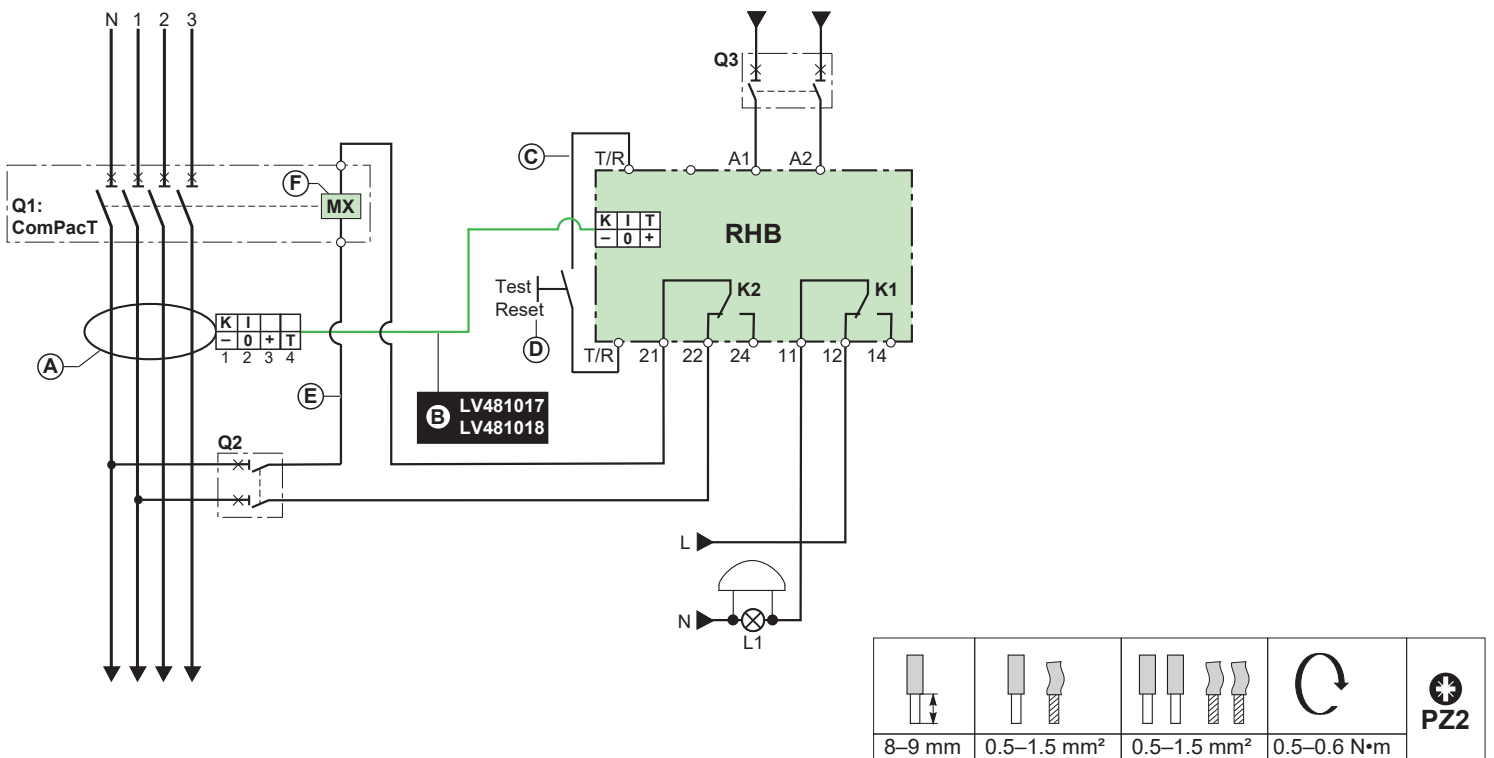 N 1 2 3
Q3
C
T/R A1 A2
F
Q1:
ComPacT
MX
K I T
– 0 +
RHB
Test
Reset
K2 K1
D
K I
– 0 + T
1 2 3 4
A
T/R 21 22 24 11 12 14
E
B LV481017
LV481018
Q2
L
N
L1
PZ2
8–9 mm 0.5–1.5 mm² 0.5–1.5 mm² 0.5–0.6 N•m